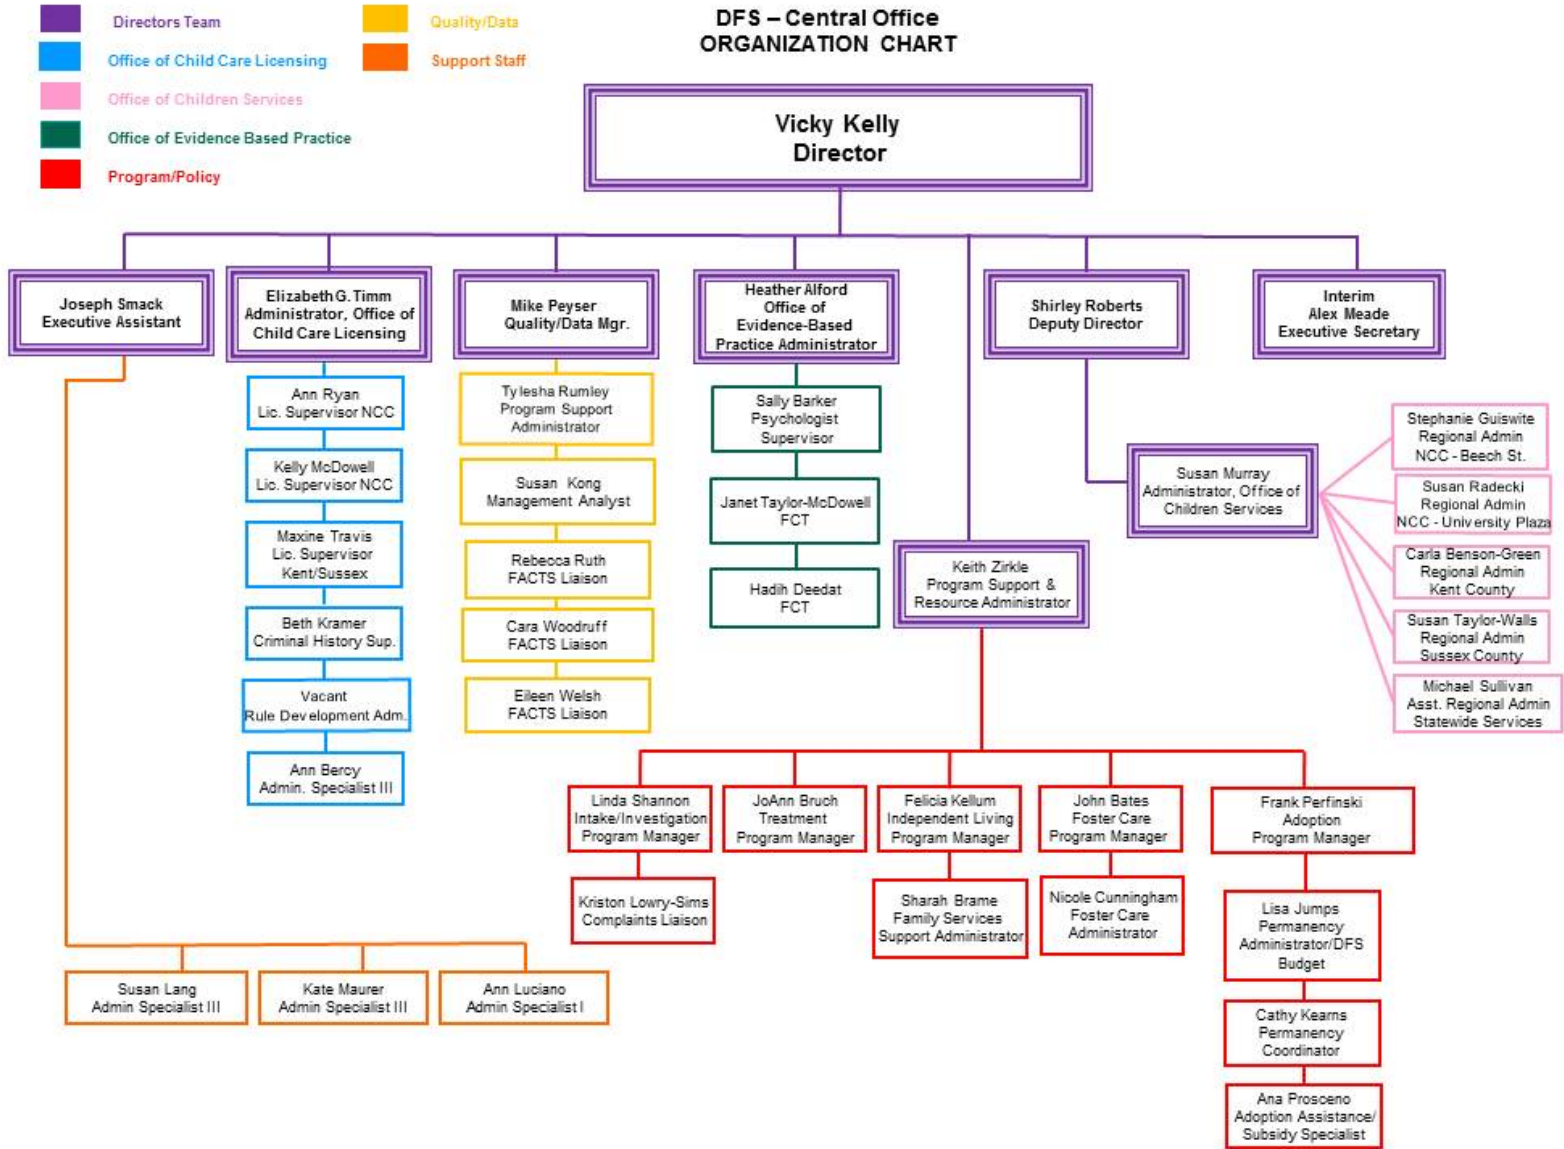 Directors Team
Office of Child Care Licensing
Office of Children Services
Office of Evidence Based Practice
Program/Policy
Quality/Data
Support Staff
DFS – Central Office
ORGANIZATION CHART
Vicky Kelly
Director
Joseph Smack
Executive Assistant
Elizabeth G. Timm
Administrator, Office of
Child Care Licensing
Mike Peyser
Quality/Data Mgr.
Heather Alford
Office of
Evidence-Based
Practice Administrator
Shirley Roberts
Deputy Director
Interim
Alex Meade
Executive Secretary
Ann Ryan
Lic. Supervisor NCC
Kelly McDowell
Lic. Supervisor NCC
Maxine Travis
Lic. Supervisor
Kent/Sussex
Beth Kramer
Criminal History Sup.
Vacant
Rule Development Adm.
Ann Bercy
Admin. Specialist III
Tylesha Rumley
Program Support
Administrator
Susan Kong
Management Analyst
Rebecca Ruth
FACTS Liaison
Cara Woodruff
FACTS Liaison
Eileen Welsh
FACTS Liaison
Sally Barker
Psychologist
Supervisor
Janet Taylor-McDowell
FCT
Hadih Deedat
FCT
Keith Zirkle
Program Support &
Resource Administrator
Susan Murray
Administrator, Office of
Children Services
Stephanie Guiswite
Regional Admin
NCC - Beech St.
Susan Radecki
Regional Admin
NCC - University Plaza
Carla Benson-Green
Regional Admin
Kent County
Susan Taylor-Walls
Regional Admin
Sussex County
Michael Sullivan
Asst. Regional Admin
Statewide Services
Linda Shannon
Intake/Investigation
Program Manager
JoAnn Bruch
Treatment
Program Manager
Felicia Kellum
Independent Living
Program Manager
John Bates
Foster Care
Program Manager
Frank Perfinski
Adoption
Program Manager
Kriston Lowry-Sims
Complaints Liaison
Sharah Brame
Family Services
Support Administrator
Nicole Cunningham
Foster Care
Administrator
Lisa Jumps
Permanency
Administrator/DFS
Budget
Cathy Kearns
Permanency
Coordinator
Ana Prosceno
Adoption Assistance/
Subsidy Specialist
Susan Lang
Admin Specialist III
Kate Maurer
Admin Specialist III
Ann Luciano
Admin Specialist I